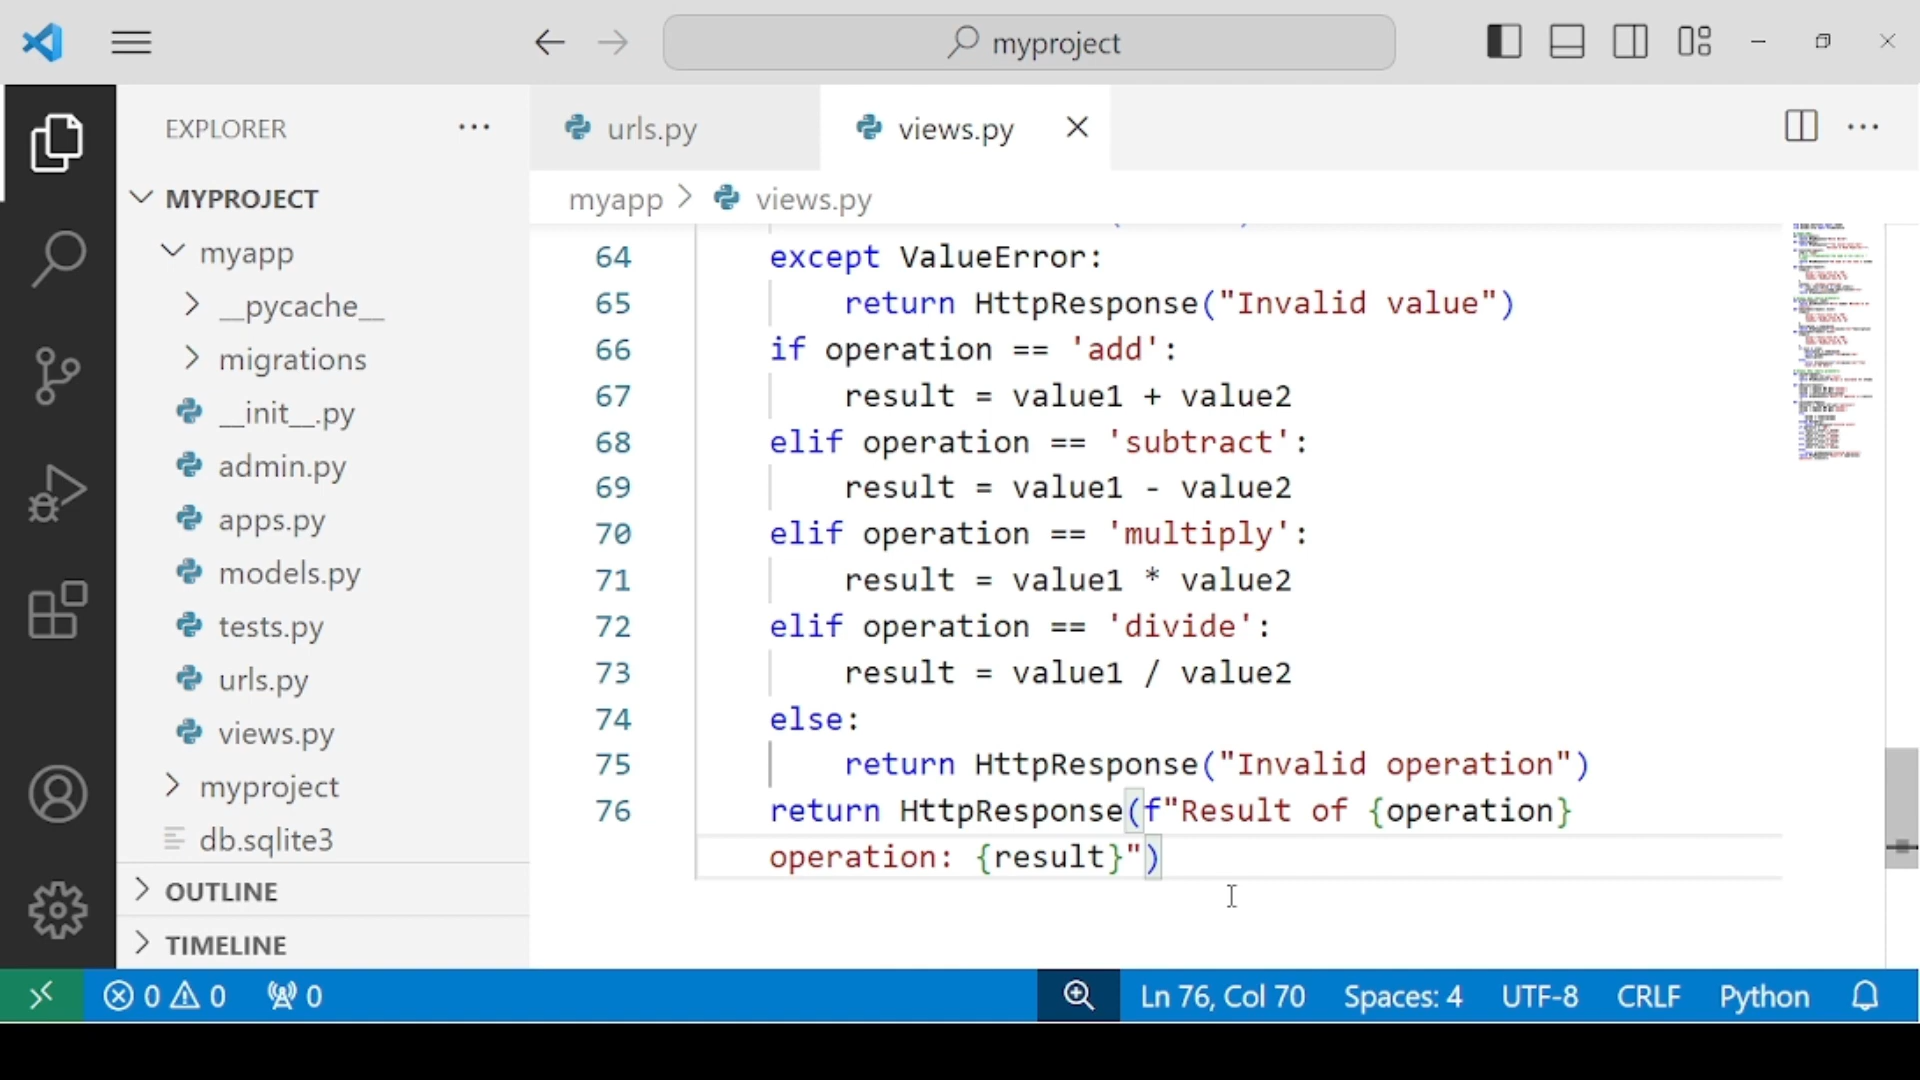 myproject
EXPLORER
MYPROJECT
myapp
__pycache__
migrations
__init__.py
admin.py
apps.py
models.py
tests.py
urls.py
views.py
myproject
db.sqlite3
OUTLINE
TIMELINE
urls.py
views.py
myapp > views.py
64 except ValueError:
65 return HttpResponse("Invalid value")
66 if operation == 'add':
67 result = value1 + value2
68 elif operation == 'subtract':
69 result = value1 - value2
70 elif operation == 'multiply':
71 result = value1 * value2
72 elif operation == 'divide':
73 result = value1 / value2
74 else:
75 return HttpResponse("Invalid operation")
76 return HttpResponse(f"Result of {operation}
operation: {result}")
0 0 0
Ln 76, Col 70 Spaces: 4 UTF-8 CRLF Python